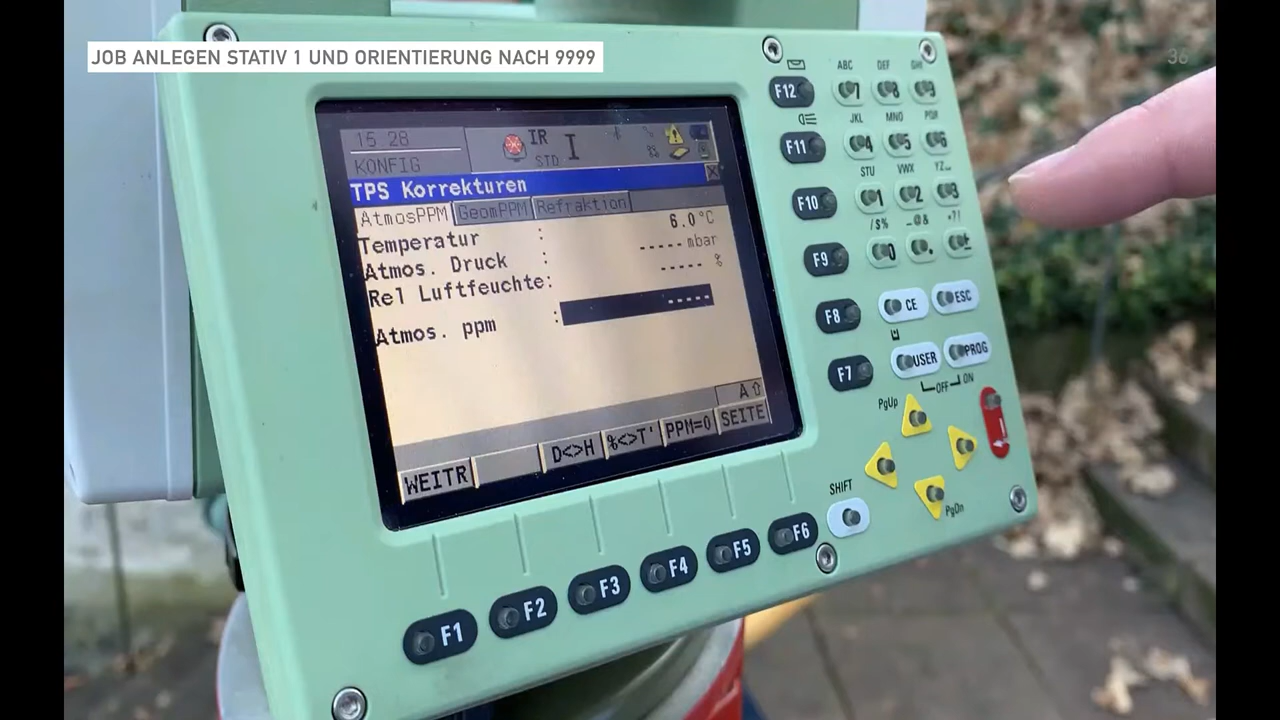 JOB ANLEGEN STATIV 1 UND ORIENTIERUNG NACH 9999
36
15 28
KONFIG
IR
STD
I
TPS Korrekturen
X
AtmosPPM GeomPPM Refraktion
Temperatur : 6.0°C
Atmos. Druck : ----- mbar
Rel Luftfeuchte: ----- %
Atmos. ppm : -----
A⇧
WEITR D<>H %<>T' PPM=0 SEITE
F1 F2 F3 F4 F5 F6
F12
F11
F10
F9
F8
F7
ABC DEF GHI
7 8 9
JKL MNO PQR
4 5 6
STU VWX YZ
1 2 3
/$% _@& *?!
0 . ±
CE ESC
USER PROG
OFF ON
PgUp
PgDn
SHIFT